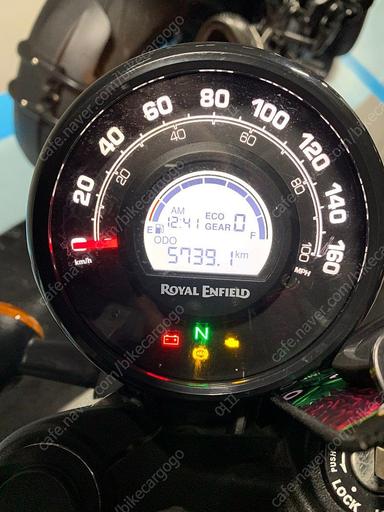 20 40 60 80 100 120 140 160
20 40 60 80 100
km/h
MPH
AM
12:41
ECO
GEAR 0
E F
ODO
5739.1 km
ROYAL ENFIELD
N
PUSH
LOCK
cafe.naver.com/bikecargogo